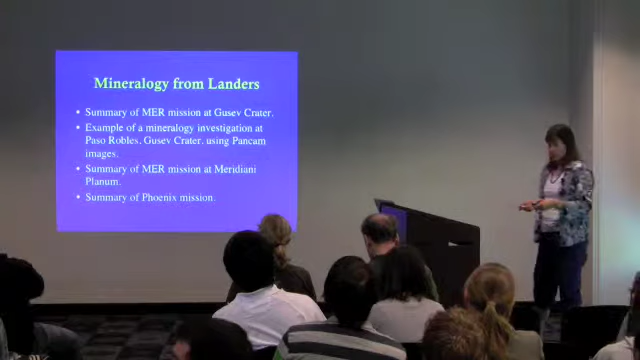 Mineralogy from Landers
• Summary of MER mission at Gusev Crater.
• Example of a mineralogy investigation at
Paso Robles, Gusev Crater, using Pancam
images.
• Summary of MER mission at Meridiani
Planum.
• Summary of Phoenix mission.